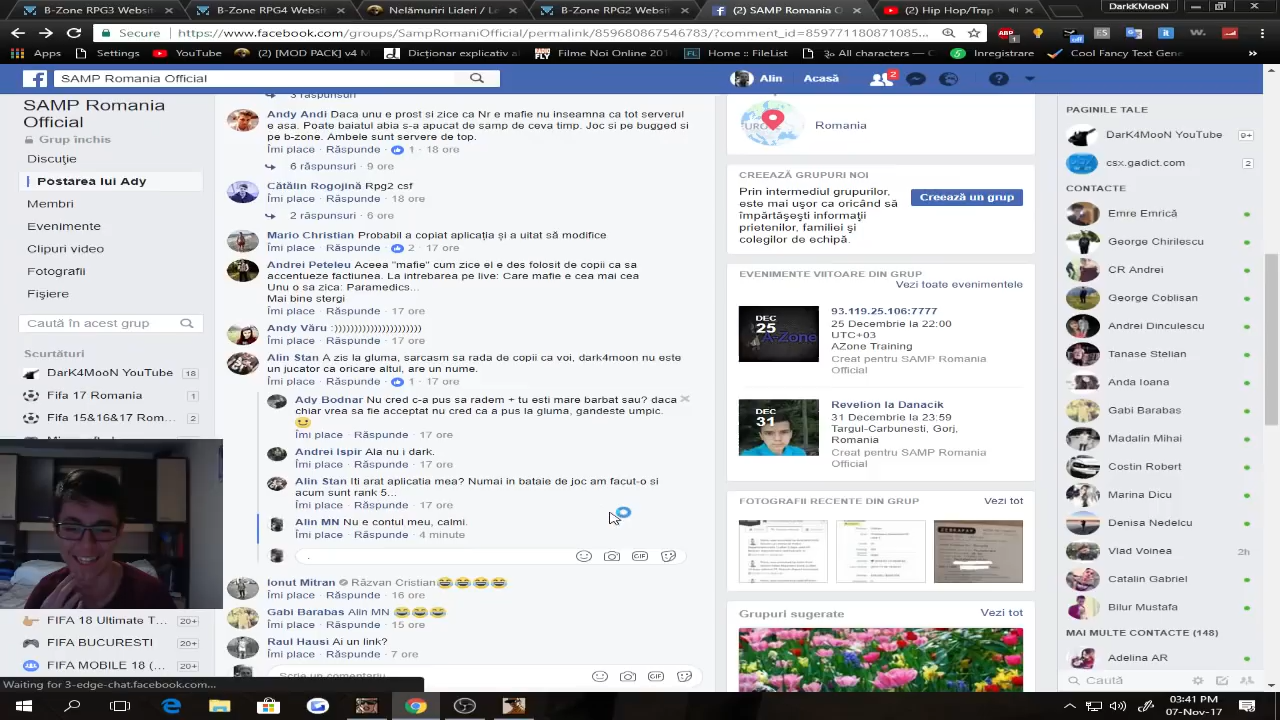 B-Zone RPG3 Website
B-Zone RPG4 Website
Nelămuriri Lideri / Le
B-Zone RPG2 Website
(2) SAMP Romania O
(2) Hip Hop/Trap
DarkKMooN
Secure
https://www.facebook.com/groups/SampRomaniOfficial/permalink/859680867546783/?comment_id=859771180871085...
Apps
Settings
YouTube
(2) [MOD PACK] v4 M
Dicționar explicativ al
Filme Noi Online 201
Home :: FileList
All characters — C
Inregistrare
Cool Fancy Text Gene
SAMP Romania Official
Alin
Acasă
2
SAMP Romania
Official
Grup închis
Discuție
Postarea lui Ady
Membri
Evenimente
Clipuri video
Fotografii
Fișiere
Caută în acest grup
Scurtături
DarK4MooN YouTube 18
Fifa 17 Romania 1
Fifa 15&16&17 Rom... 2
FIFA 18 Ultimate T... 20+
FIFA BUCURESTI 20+
FIFA MOBILE 18 (... 20+
Waiting for 3-edge-chat.facebook.com...
3 răspunsuri
Andy Andi Daca unu e prost si zice ca Nr e mafie nu inseamna ca tot serverul
e asa. Poate baiatul abia s-a apucat de samp de ceva timp. Joc si pe bugged si
pe b-zone. Ambele sunt servere de top.
Îmi place · Răspunde · 1 · 18 ore
6 răspunsuri · 9 ore
Cătălin Rogojină Rpg2 csf
Îmi place · Răspunde · 18 ore
2 răspunsuri · 6 ore
Mario Christian Probabil a copiat aplicația și a uitat să modifice
Îmi place · Răspunde · 2 · 17 ore
Andrei Peteleu Aceea "mafie" cum zice el e des folosit de copii ca sa
accentueze factiunea. La intrebarea pe live: Care mafie e cea mai cea
Unu o sa zica: Paramedics...
Mai bine stergi
Îmi place · Răspunde · 17 ore
Andy Văru :))))))))))))))))))))))
Îmi place · Răspunde · 17 ore
Alin Stan A zis la gluma, sarcasm sa rada de copii ca voi, dark4moon nu este
un jucator ca oricare altul, are un nume.
Îmi place · Răspunde · 1 · 17 ore
Ady Bodnar Nu cred c-a pus sa radem + tu esti mare barbat sau? daca
chiar vrea sa fie acceptat nu cred ca a pus la gluma, gandeste umpic.
Îmi place · Răspunde · 17 ore
Andrei Ispir Ala nu i dark.
Îmi place · Răspunde · 17 ore
Alin Stan Iti arat aplicatia mea? Numai in bataie de joc am facut-o si
acum sunt rank 5...
Îmi place · Răspunde · 17 ore
Alin MN Nu e contul meu, calmi.
Îmi place · Răspunde · 4 minute
Ionut Mitran Răzvan Cristian
Îmi place · Răspunde · 16 ore
Gabi Barabas Alin MN
Îmi place · Răspunde · 15 ore
Raul Hausi Ai un link?
Îmi place · Răspunde · 7 ore
Scrie un comentariu...
Romania
CREEAZĂ GRUPURI NOI
Prin intermediul grupurilor,
este mai ușor ca oricând să
împărtășești informații
prietenilor, familiei și
colegilor de echipă.
Creează un grup
EVENIMENTE VIITOARE DIN GRUP
Vezi toate evenimentele
DEC
25
A-Zone
93.119.25.106:7777
25 Decembrie la 22:00
UTC+03
AZone Training
Creat pentru SAMP Romania
Official
DEC
31
Revelion la Danacik
31 Decembrie la 23:59
Targul-Carbunesti, Gorj,
Romania
Creat pentru SAMP Romania
Official
FOTOGRAFII RECENTE DIN GRUP
Vezi tot
Grupuri sugerate
Vezi tot
PAGINILE TALE
DarK4MooN YouTube 9+
csx.gadict.com 2
CONTACTE
Emre Emrică
George Chirilescu
CR Andrei
George Coblisan
Andrei Dinculescu
Tanase Stelian
Anda Ioana
Gabi Barabas
Madalin Mihai
Costin Robert
Marina Dicu
Denisa Rebelcu
Vlad Voinea 2h
Catalin Gabriel
Bilur Mustafa
MAI MULTE CONTACTE (148)
Adelina AR
Caută
03:41 PM
07-Nov-17